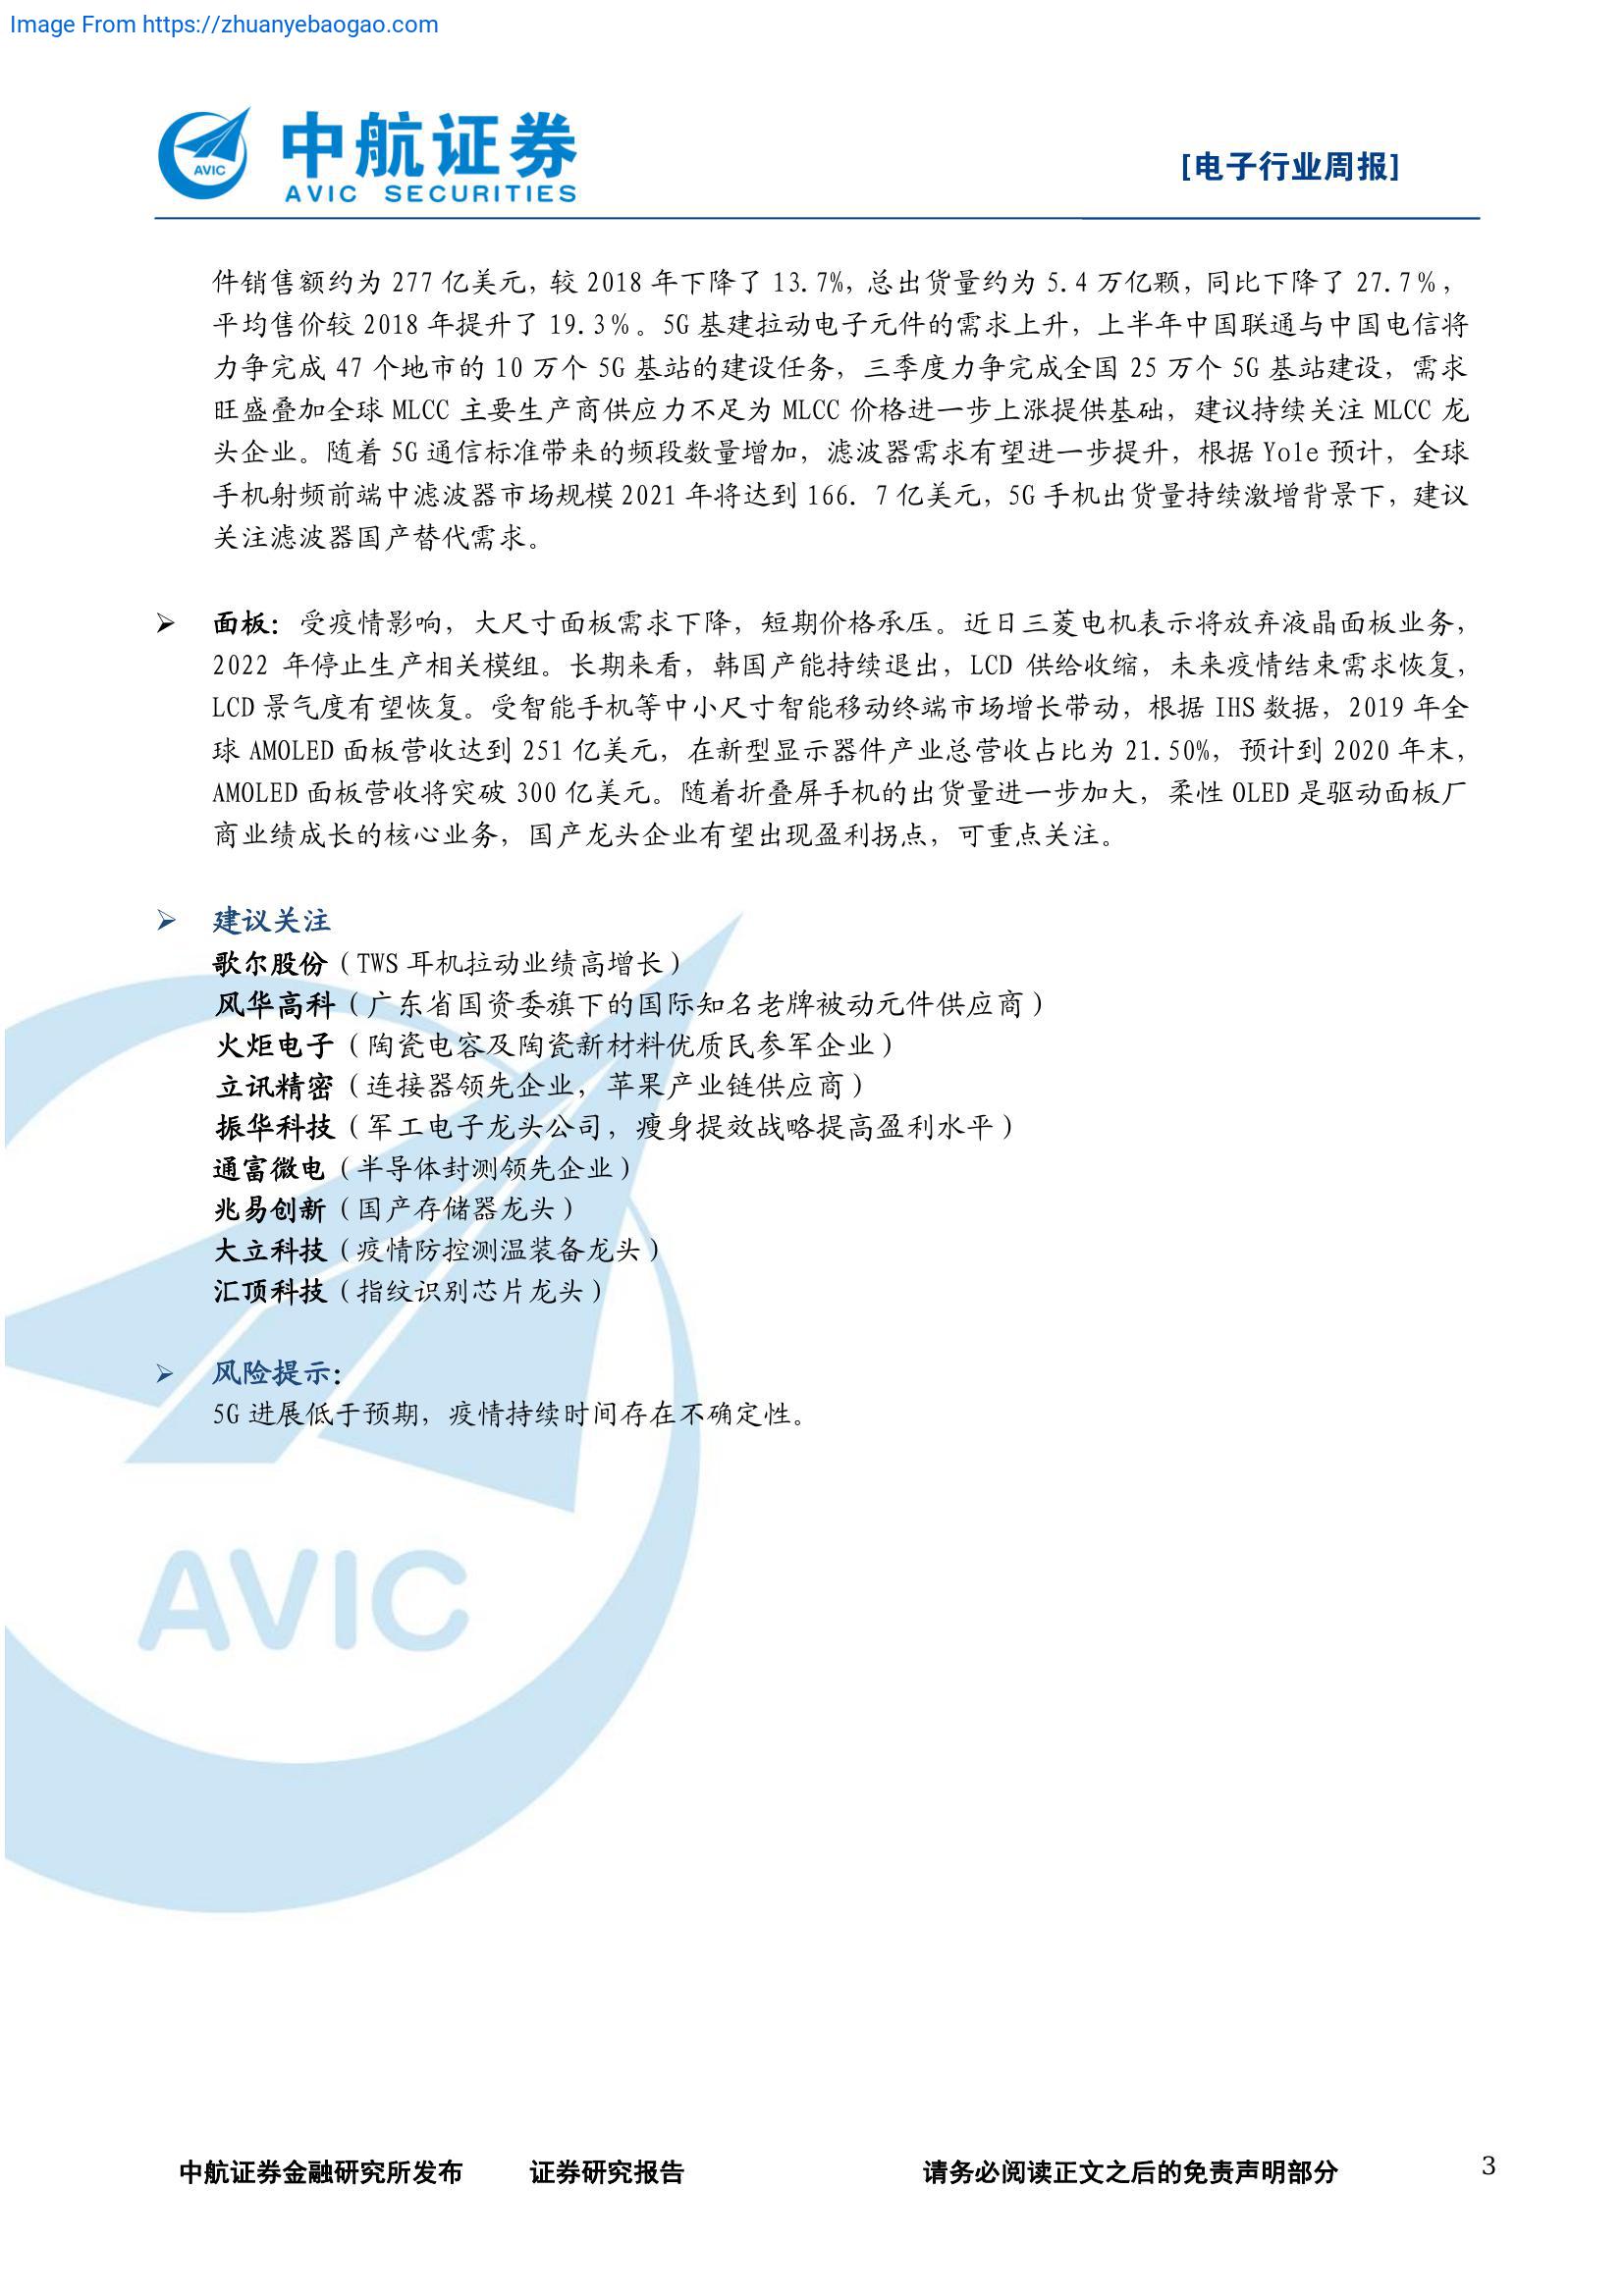 Image From https://zhuanyebaogao.com
AVIC
中航证券
AVIC SECURITIES
[电子行业周报]
件销售额约为 277 亿美元，较 2018 年下降了 13.7%，总出货量约为 5.4 万亿颗，同比下降了 27.7%，
平均售价较 2018 年提升了 19.3%。5G 基建拉动电子元件的需求上升，上半年中国联通与中国电信将
力争完成 47 个地市的 10 万个 5G 基站的建设任务，三季度力争完成全国 25 万个 5G 基站建设，需求
旺盛叠加全球 MLCC 主要生产商供应力不足为 MLCC 价格进一步上涨提供基础，建议持续关注 MLCC 龙
头企业。随着 5G 通信标准带来的频段数量增加，滤波器需求有望进一步提升，根据 Yole 预计，全球
手机射频前端中滤波器市场规模 2021 年将达到 166. 7 亿美元，5G 手机出货量持续激增背景下，建议
关注滤波器国产替代需求。
➢ 面板：受疫情影响，大尺寸面板需求下降，短期价格承压。近日三菱电机表示将放弃液晶面板业务，
2022 年停止生产相关模组。长期来看，韩国产能持续退出，LCD 供给收缩，未来疫情结束需求恢复，
LCD 景气度有望恢复。受智能手机等中小尺寸智能移动终端市场增长带动，根据 IHS 数据，2019 年全
球 AMOLED 面板营收达到 251 亿美元，在新型显示器件产业总营收占比为 21.50%，预计到 2020 年末，
AMOLED 面板营收将突破 300 亿美元。随着折叠屏手机的出货量进一步加大，柔性 OLED 是驱动面板厂
商业绩成长的核心业务，国产龙头企业有望出现盈利拐点，可重点关注。
➢ 建议关注
歌尔股份（TWS 耳机拉动业绩高增长）
风华高科（广东省国资委旗下的国际知名老牌被动元件供应商）
火炬电子（陶瓷电容及陶瓷新材料优质民参军企业）
立讯精密（连接器领先企业，苹果产业链供应商）
振华科技（军工电子龙头公司，瘦身提效战略提高盈利水平）
通富微电（半导体封测领先企业）
兆易创新（国产存储器龙头）
大立科技（疫情防控测温装备龙头）
汇顶科技（指纹识别芯片龙头）
➢ 风险提示：
5G 进展低于预期，疫情持续时间存在不确定性。
AVIC
中航证券金融研究所发布 证券研究报告 请务必阅读正文之后的免责声明部分 3